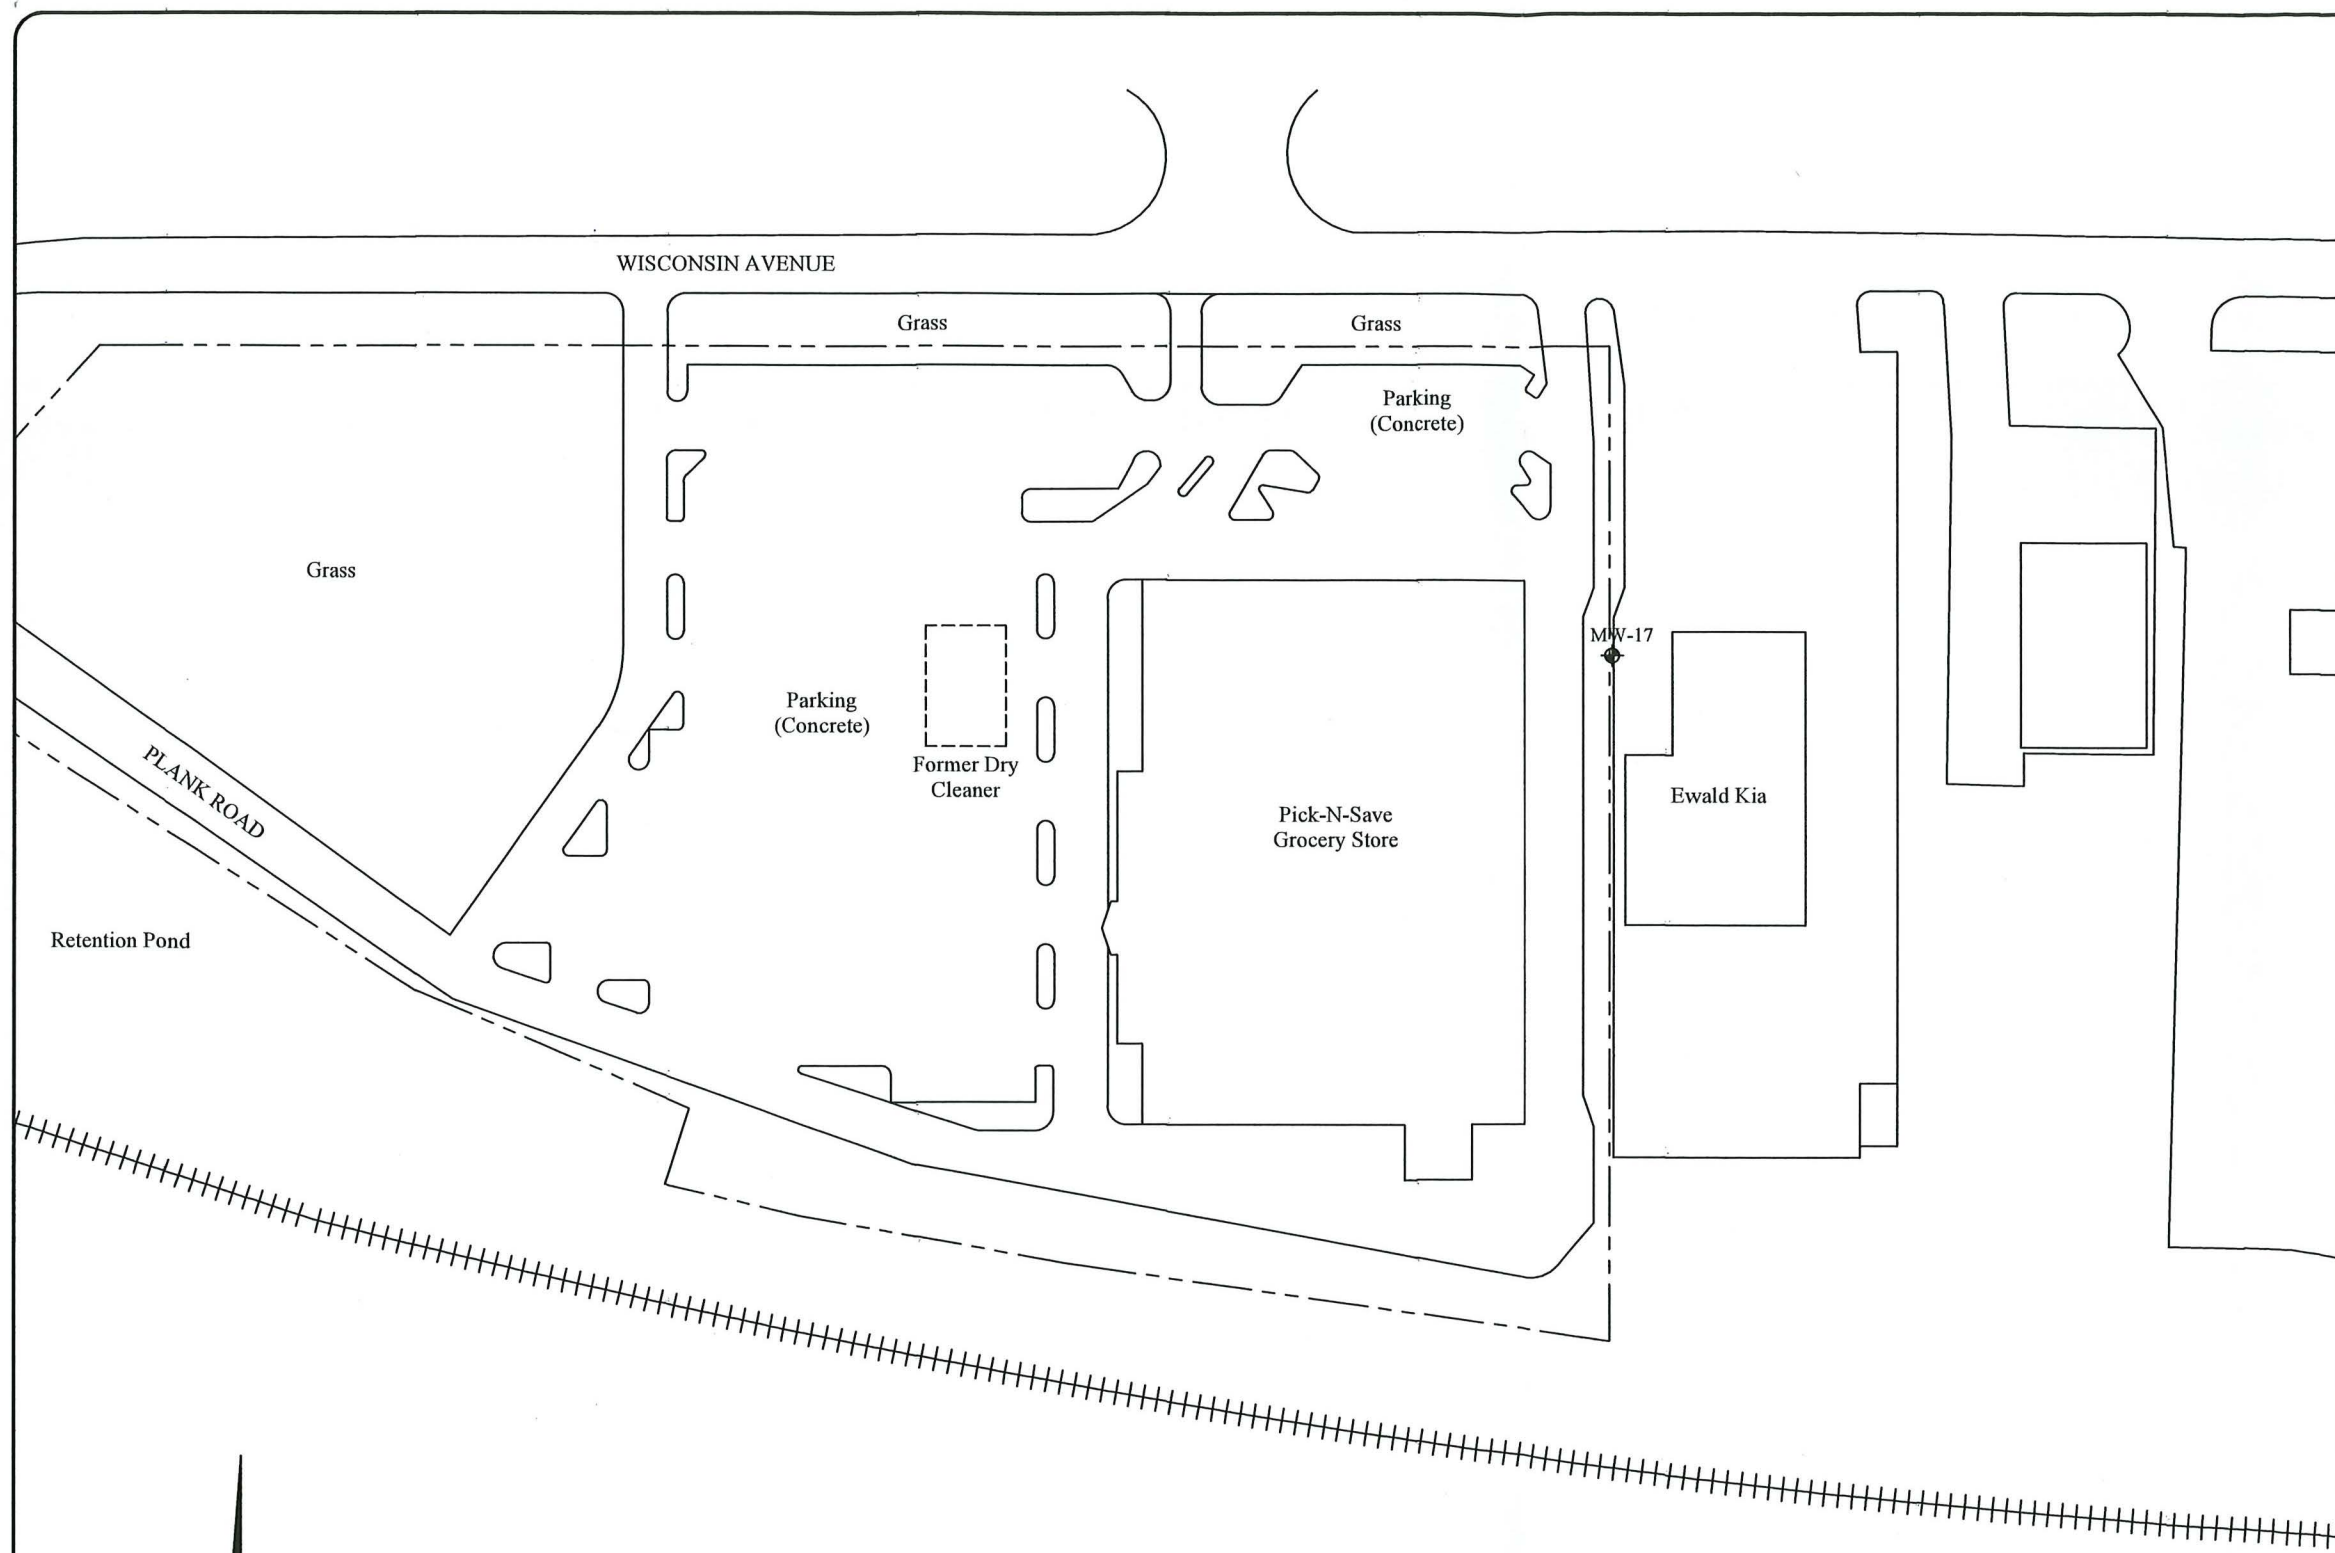 WISCONSIN AVENUE
Grass
Grass
Parking
(Concrete)
Grass
MW-17
Parking
(Concrete)
Former Dry
Cleaner
PLANK ROAD
Ewald Kia
Pick-N-Save
Grocery Store
Retention Pond